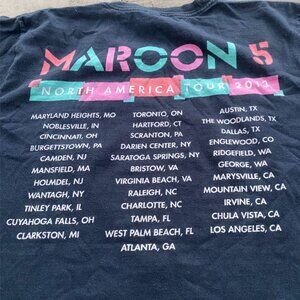 MAROON 5
NORTH AMERICA TOUR 2013
MARYLAND HEIGHTS, MO
NOBLESVILLE, IN
CINCINNATI, OH
BURGETTSTOWN, PA
CAMDEN, NJ
MANSFIELD, MA
HOLMDEL, NJ
WANTAGH, NY
TINLEY PARK, IL
CUYAHOGA FALLS, OH
CLARKSTON, MI
TORONTO, ON
HARTFORD, CT
SCRANTON, PA
DARIEN CENTER, NY
SARATOGA SPRINGS, NY
BRISTOW, VA
VIRGINIA BEACH, VA
RALEIGH, NC
CHARLOTTE, NC
TAMPA, FL
WEST PALM BEACH, FL
ATLANTA, GA
AUSTIN, TX
THE WOODLANDS, TX
DALLAS, TX
ENGLEWOOD, CO
RIDGEFIELD, WA
GEORGE, WA
MARYSVILLE, CA
MOUNTAIN VIEW, CA
IRVINE, CA
CHULA VISTA, CA
LOS ANGELES, CA